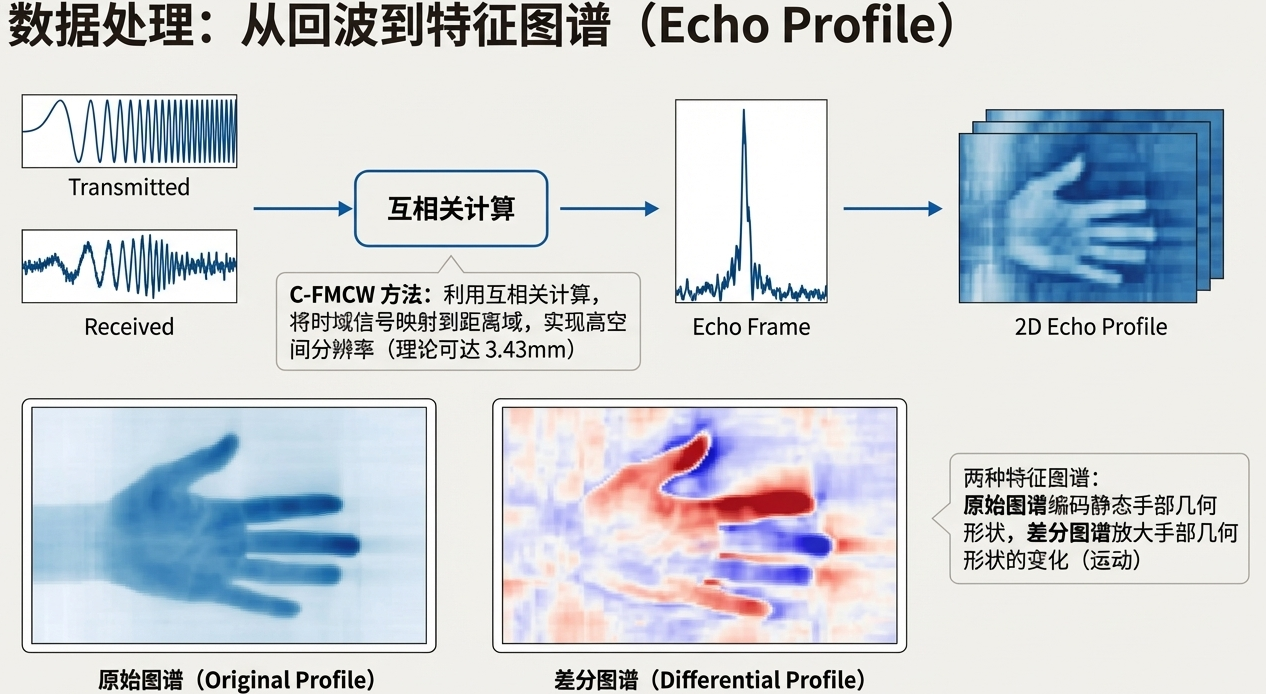 数据处理：从回波到特征图谱（Echo Profile）
Transmitted
Received
互相关计算
C-FMCW 方法：利用互相关计算，
将时域信号映射到距离域，实现高空
间分辨率（理论可达 3.43mm）
Echo Frame
2D Echo Profile
两种特征图谱：
原始图谱编码静态手部几何
形状，差分图谱放大手部几何
形状的变化（运动）
原始图谱（Original Profile）
差分图谱（Differential Profile）